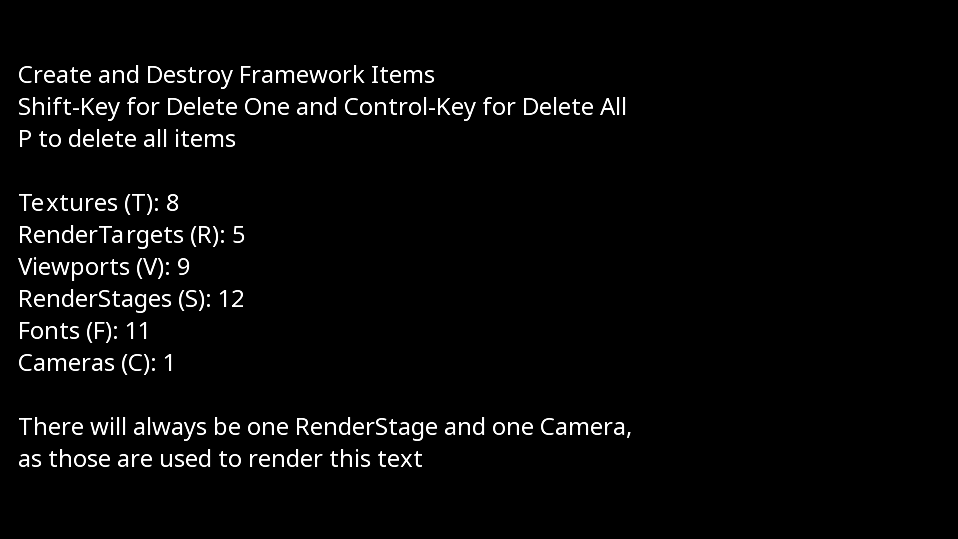 Create and Destroy Framework Items
Shift-Key for Delete One and Control-Key for Delete All
P to delete all items
Textures (T): 8
RenderTargets (R): 5
Viewports (V): 9
RenderStages (S): 12
Fonts (F): 11
Cameras (C): 1
There will always be one RenderStage and one Camera,
as those are used to render this text